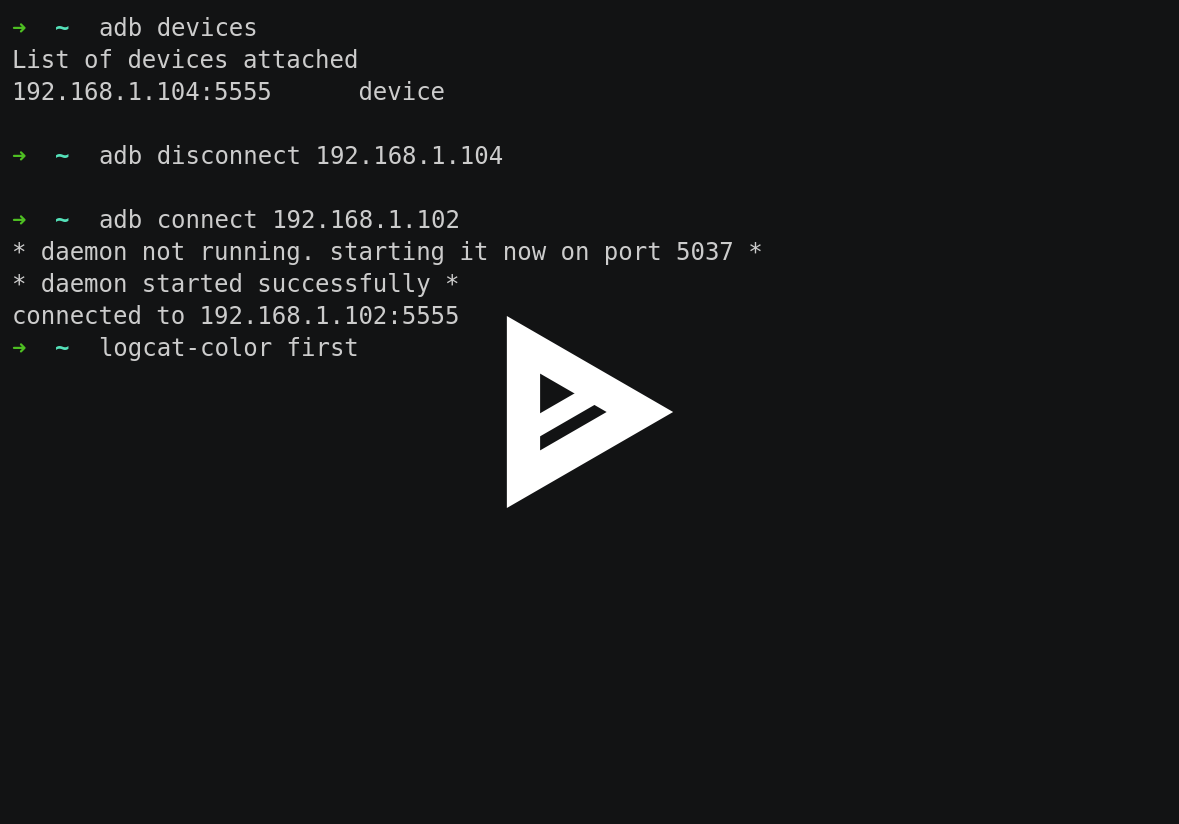 ➜  ~  adb devices
List of devices attached
192.168.1.104:5555      device
➜  ~  adb disconnect 192.168.1.104
➜  ~  adb connect 192.168.1.102
* daemon not running. starting it now on port 5037 *
* daemon started successfully *
connected to 192.168.1.102:5555
➜  ~  logcat-color first